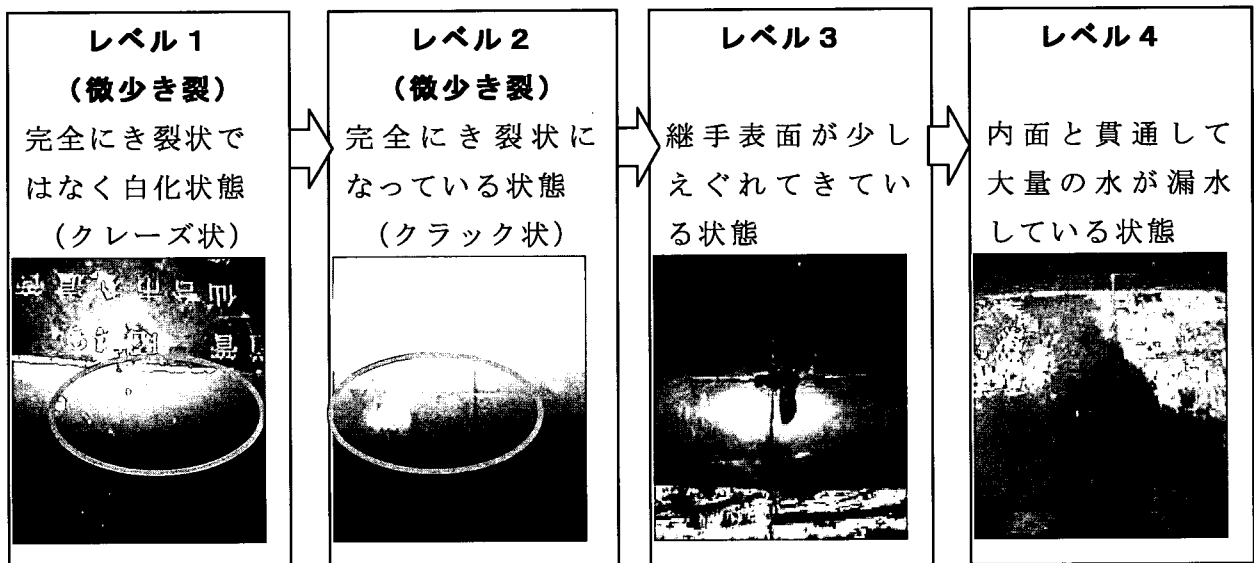 レベル1
(微少き裂)
完全にき裂状で
はなく白化状態
(クレーズ状)
レベル2
(微少き裂)
完全にき裂状に
なっている状態
(クラック状)
レベル3
継手表面が少し
えぐれてきてい
る状態
レベル4
内面と貫通して
大量の水が漏水
している状態